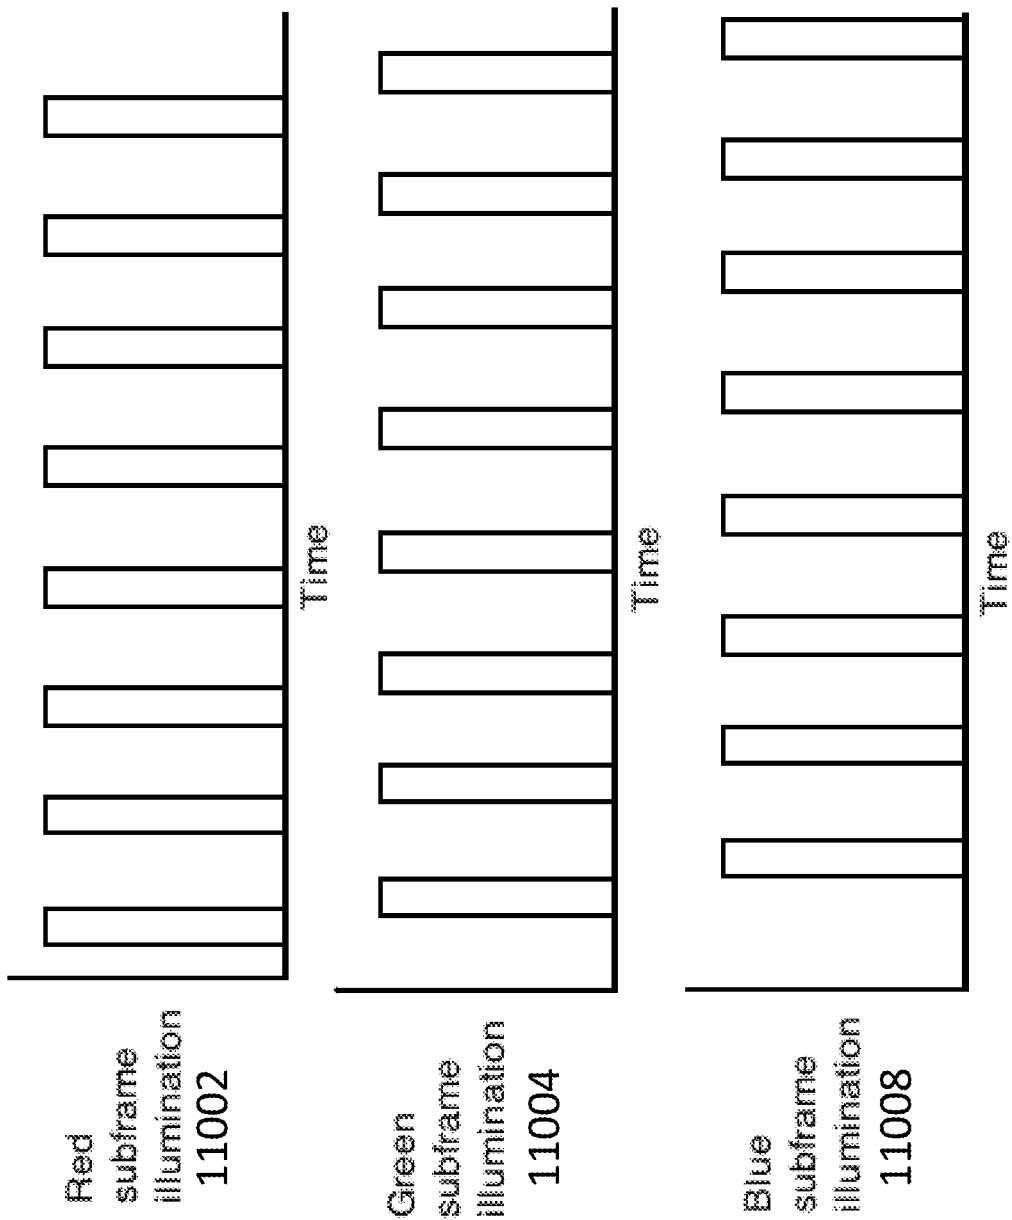 Red
subframe
illumination
11002
Time
Green
subframe
illumination
11004
Time
Blue
subframe
illumination
11008
Time